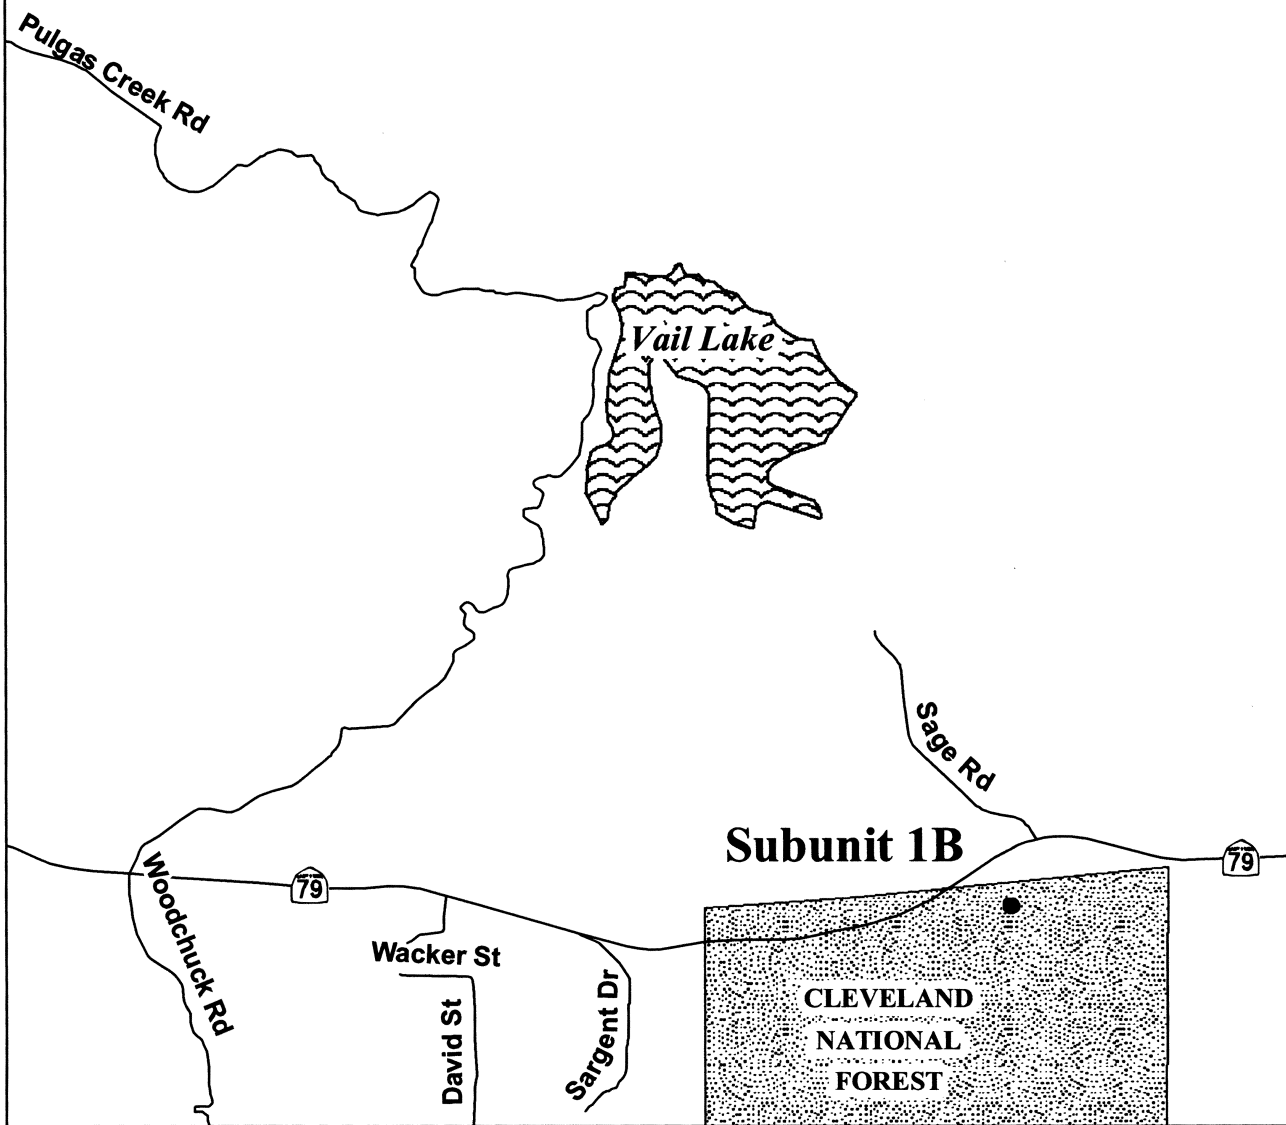 Pulgas Creek Rd
Vail Lake
Sage Rd
Subunit 1B
79
79
Woodchuck Rd
Wacker St
David St
Sargent Dr
CLEVELAND
NATIONAL
FOREST